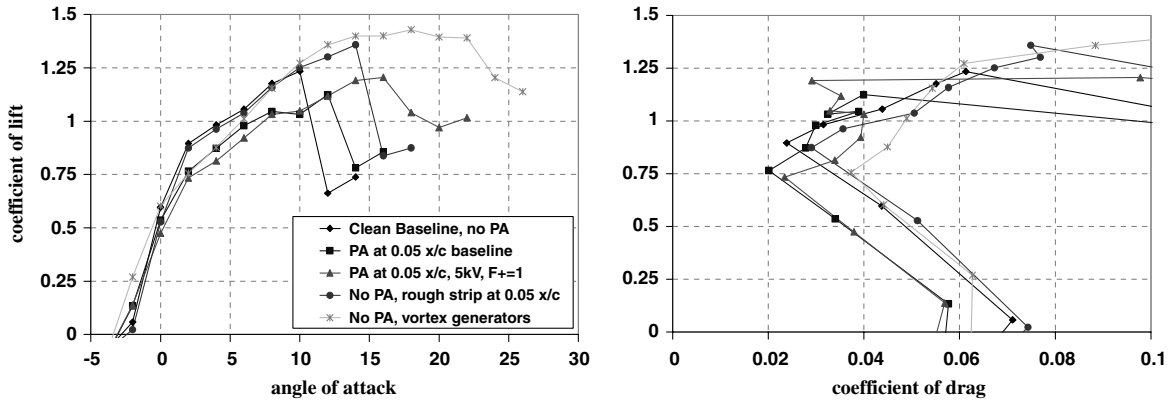 1.5
1.25
1
0.75
0.5
0.25
0
coefficient of lift
-5 0 5 10 15 20 25 30
angle of attack
Clean Baseline, no PA
PA at 0.05 x/c baseline
PA at 0.05 x/c, 5kV, F+=1
No PA, rough strip at 0.05 x/c
No PA, vortex generators
1.5
1.25
1
0.75
0.5
0.25
0
0 0.02 0.04 0.06 0.08 0.1
coefficient of drag